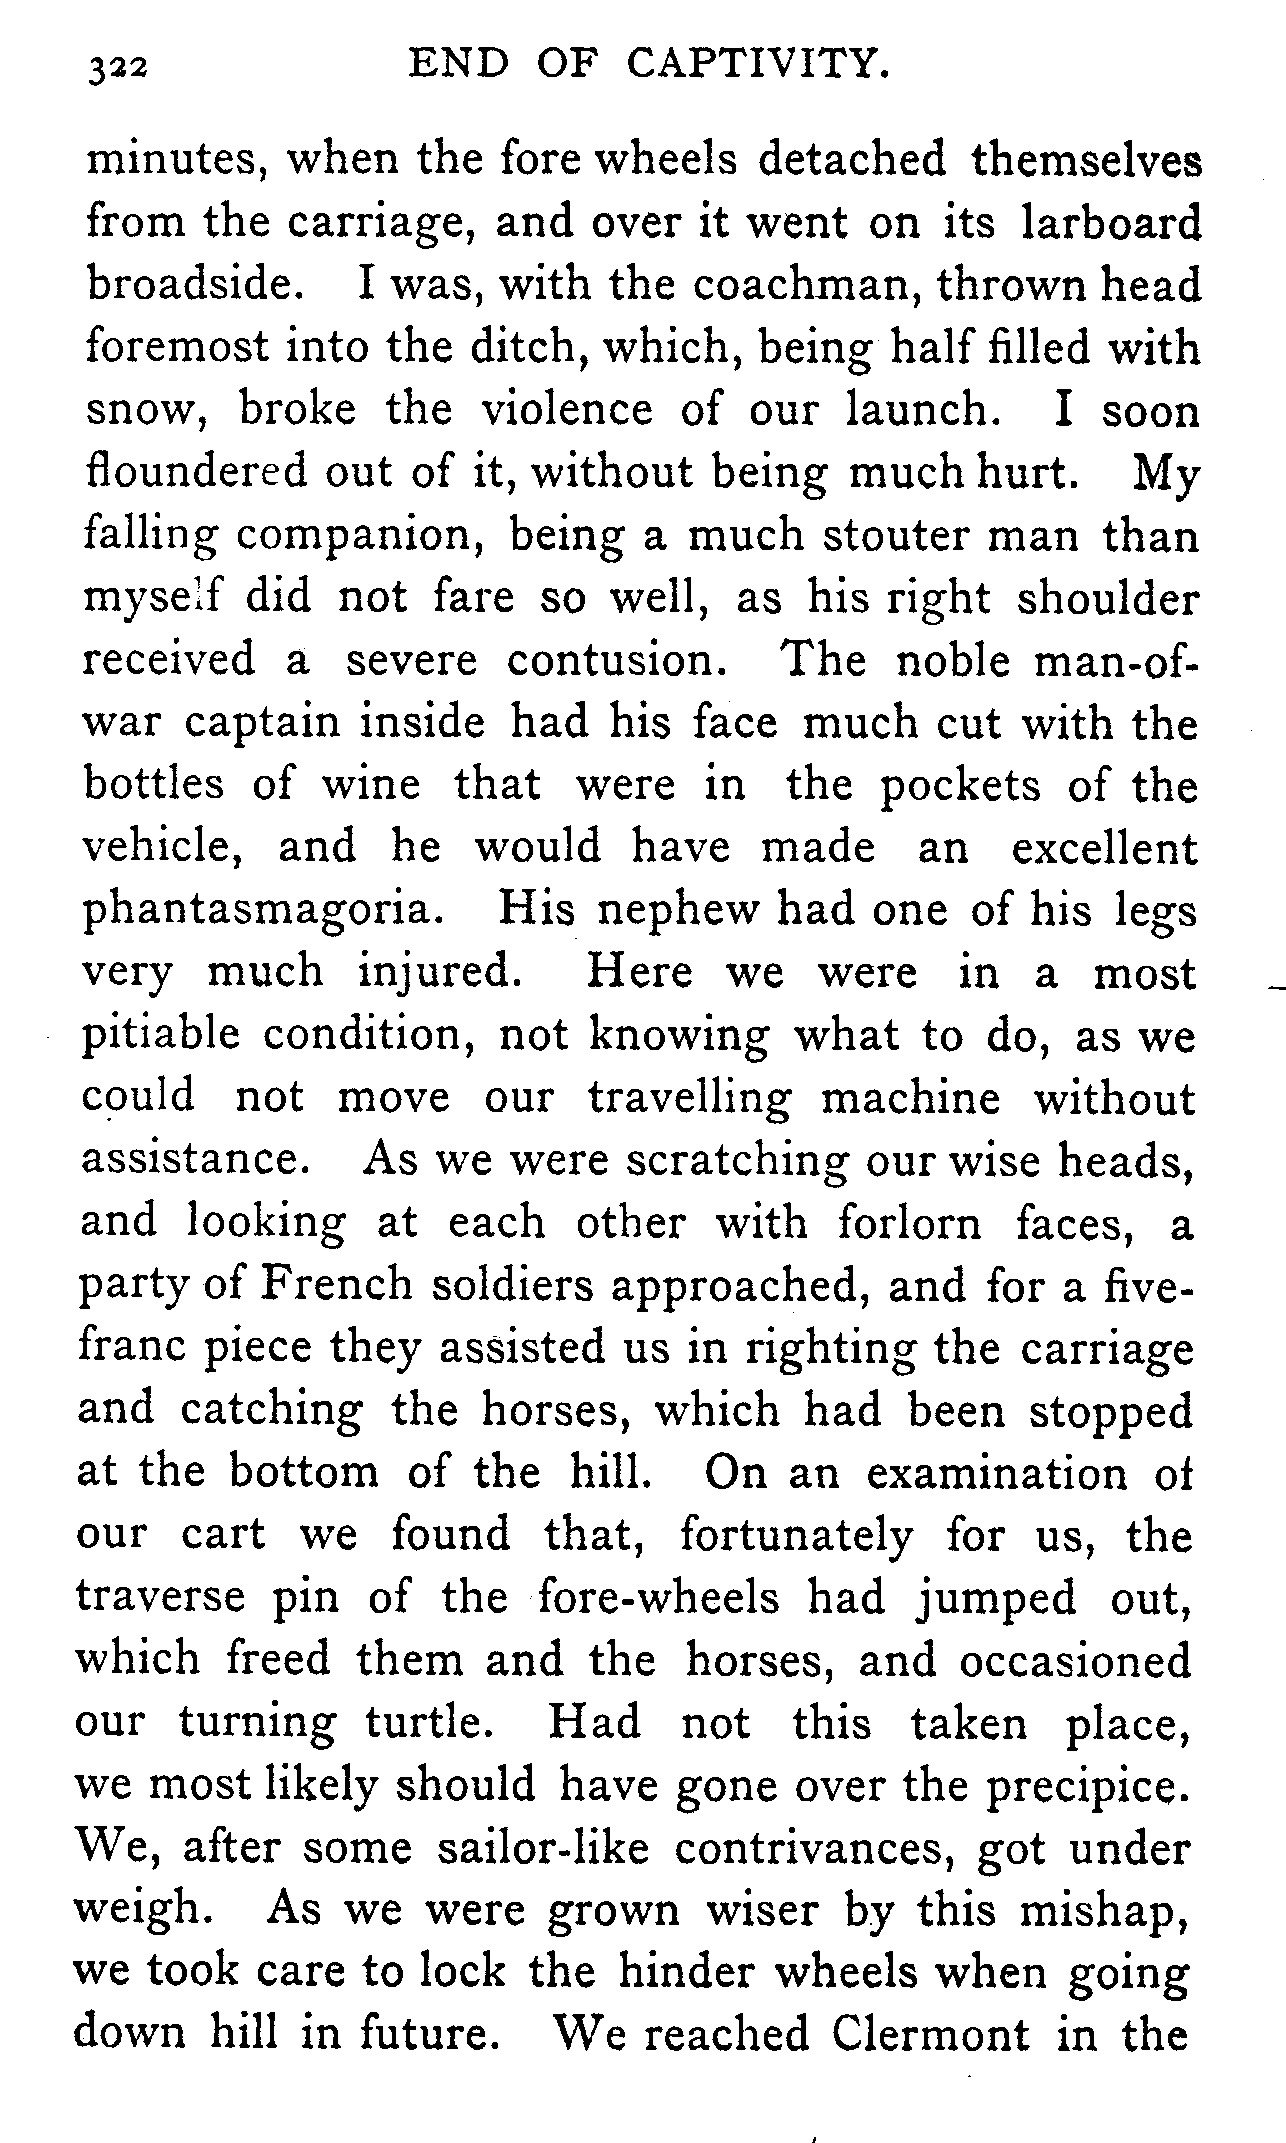 322 END OF CAPTIVITY.
minutes, when the fore wheels detached themselves
from the carriage, and over it went on its larboard
broadside. I was, with the coachman, thrown head
foremost into the ditch, which, being half filled with
snow, broke the violence of our launch. I soon
floundered out of it, without being much hurt. My
falling companion, being a much stouter man than
myself did not fare so well, as his right shoulder
received a severe contusion. The noble man-of-
war captain inside had his face much cut with the
bottles of wine that were in the pockets of the
vehicle, and he would have made an excellent
phantasmagoria. His nephew had one of his legs
very much injured. Here we were in a most
pitiable condition, not knowing what to do, as we
could not move our travelling machine without
assistance. As we were scratching our wise heads,
and looking at each other with forlorn faces, a
party of French soldiers approached, and for a five-
franc piece they assisted us in righting the carriage
and catching the horses, which had been stopped
at the bottom of the hill. On an examination of
our cart we found that, fortunately for us, the
traverse pin of the fore-wheels had jumped out,
which freed them and the horses, and occasioned
our turning turtle. Had not this taken place,
we most likely should have gone over the precipice.
We, after some sailor-like contrivances, got under
weigh. As we were grown wiser by this mishap,
we took care to lock the hinder wheels when going
down hill in future. We reached Clermont in the